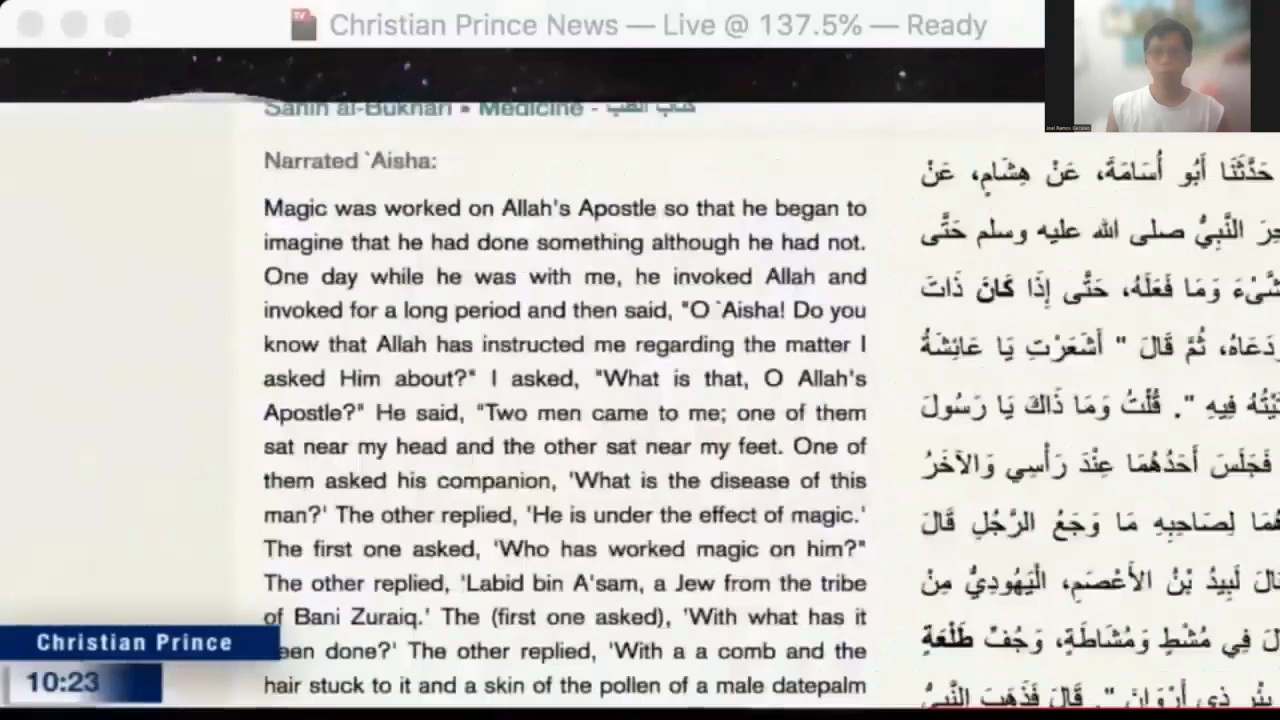 Christian Prince News — Live @ 137.5% — Ready
Sahih al-Bukhari • Medicine - كتاب الطب
Narrated `Aisha:
Magic was worked on Allah's Apostle so that he began to
imagine that he had done something although he had not.
One day while he was with me, he invoked Allah and
invoked for a long period and then said, "O `Aisha! Do you
know that Allah has instructed me regarding the matter I
asked Him about?" I asked, "What is that, O Allah's
Apostle?" He said, "Two men came to me; one of them
sat near my head and the other sat near my feet. One of
them asked his companion, 'What is the disease of this
man?' The other replied, 'He is under the effect of magic.'
The first one asked, 'Who has worked magic on him?"
The other replied, 'Labid bin A'sam, a Jew from the tribe
of Bani Zuraiq.' The (first one asked), 'With what has it
een done?' The other replied, 'With a a comb and the
hair stuck to it and a skin of the pollen of a male datepalm
حَدَّثَنَا أَبُو أُسَامَةَ، عَنْ هِشَامٍ، عَنْ
النَّبِيُّ صلى الله عليه وسلم حَتَّى
وَمَا فَعَلَهُ، حَتَّى إِذَا كَانَ ذَاتَ
ثُمَّ قَالَ " أَشَعَرْتِ يَا عَائِشَةُ
فِيهِ ". قُلْتُ وَمَا ذَاكَ يَا رَسُولَ
فَجَلَسَ أَحَدُهُمَا عِنْدَ رَأْسِي وَالآخَرُ
لِصَاحِبِهِ مَا وَجَعُ الرَّجُلِ قَالَ
لَبِيدُ بْنُ الأَعْصَمِ، الْيَهُودِيُّ مِنْ
فِي مُشْطٍ وَمُشَاطَةٍ، وَجُفِّ طَلْعَةٍ
ذِي أَرْوَانَ ". قَالَ فَذَهَبَ النَّبِيُّ
Christian Prince
10:23